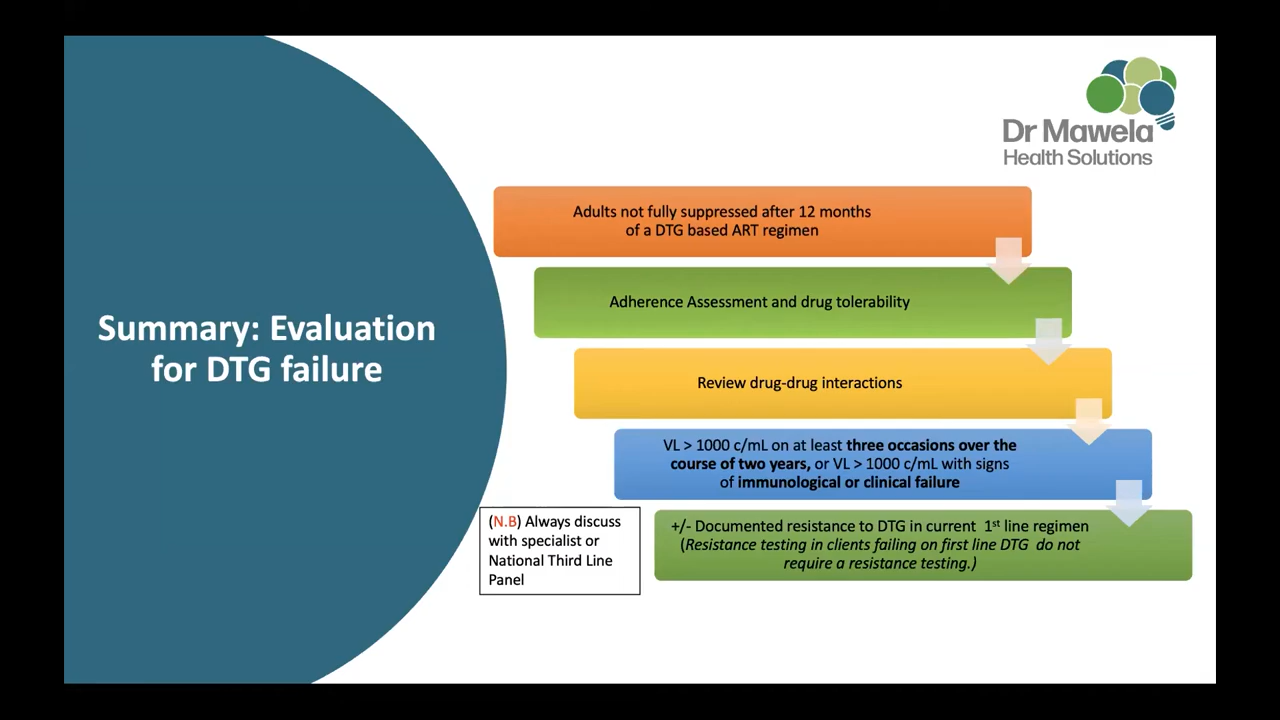 Dr Mawela
Health Solutions
Summary: Evaluation
for DTG failure
Adults not fully suppressed after 12 months
of a DTG based ART regimen
Adherence Assessment and drug tolerability
Review drug-drug interactions
VL > 1000 c/mL on at least three occasions over the
course of two years, or VL > 1000 c/mL with signs
of immunological or clinical failure
+/- Documented resistance to DTG in current 1st line regimen
(Resistance testing in clients failing on first line DTG do not
require a resistance testing.)
(N.B) Always discuss
with specialist or
National Third Line
Panel